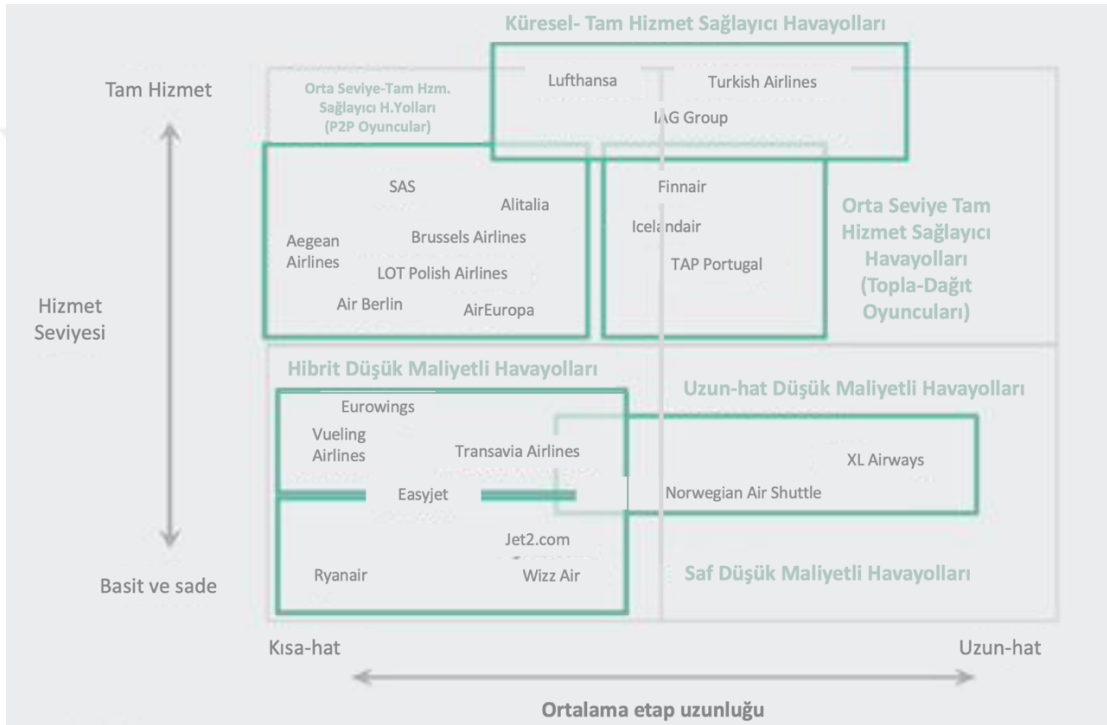 Küresel- Tam Hizmet Sağlayıcı Havayolları
Tam Hizmet
Orta Seviye-Tam Hzm.
Sağlayıcı H.Yolları
(P2P Oyuncular)
Lufthansa
Turkish Airlines
IAG Group
SAS
Alitalia
Aegean
Airlines
Brussels Airlines
LOT Polish Airlines
Air Berlin
AirEuropa
Finnair
Icelandair
TAP Portugal
Orta Seviye Tam
Hizmet Sağlayıcı
Havayolları
(Topla-Dağıt
Oyuncuları)
Hizmet
Seviyesi
Hibrit Düşük Maliyetli Havayolları
Uzun-hat Düşük Maliyetli Havayolları
Eurowings
Vueling
Airlines
Transavia Airlines
XL Airways
Easyjet
Norwegian Air Shuttle
Jet2.com
Ryanair
Wizz Air
Saf Düşük Maliyetli Havayolları
Basit ve sade
Kısa-hat
Uzun-hat
Ortalama etap uzunluğu